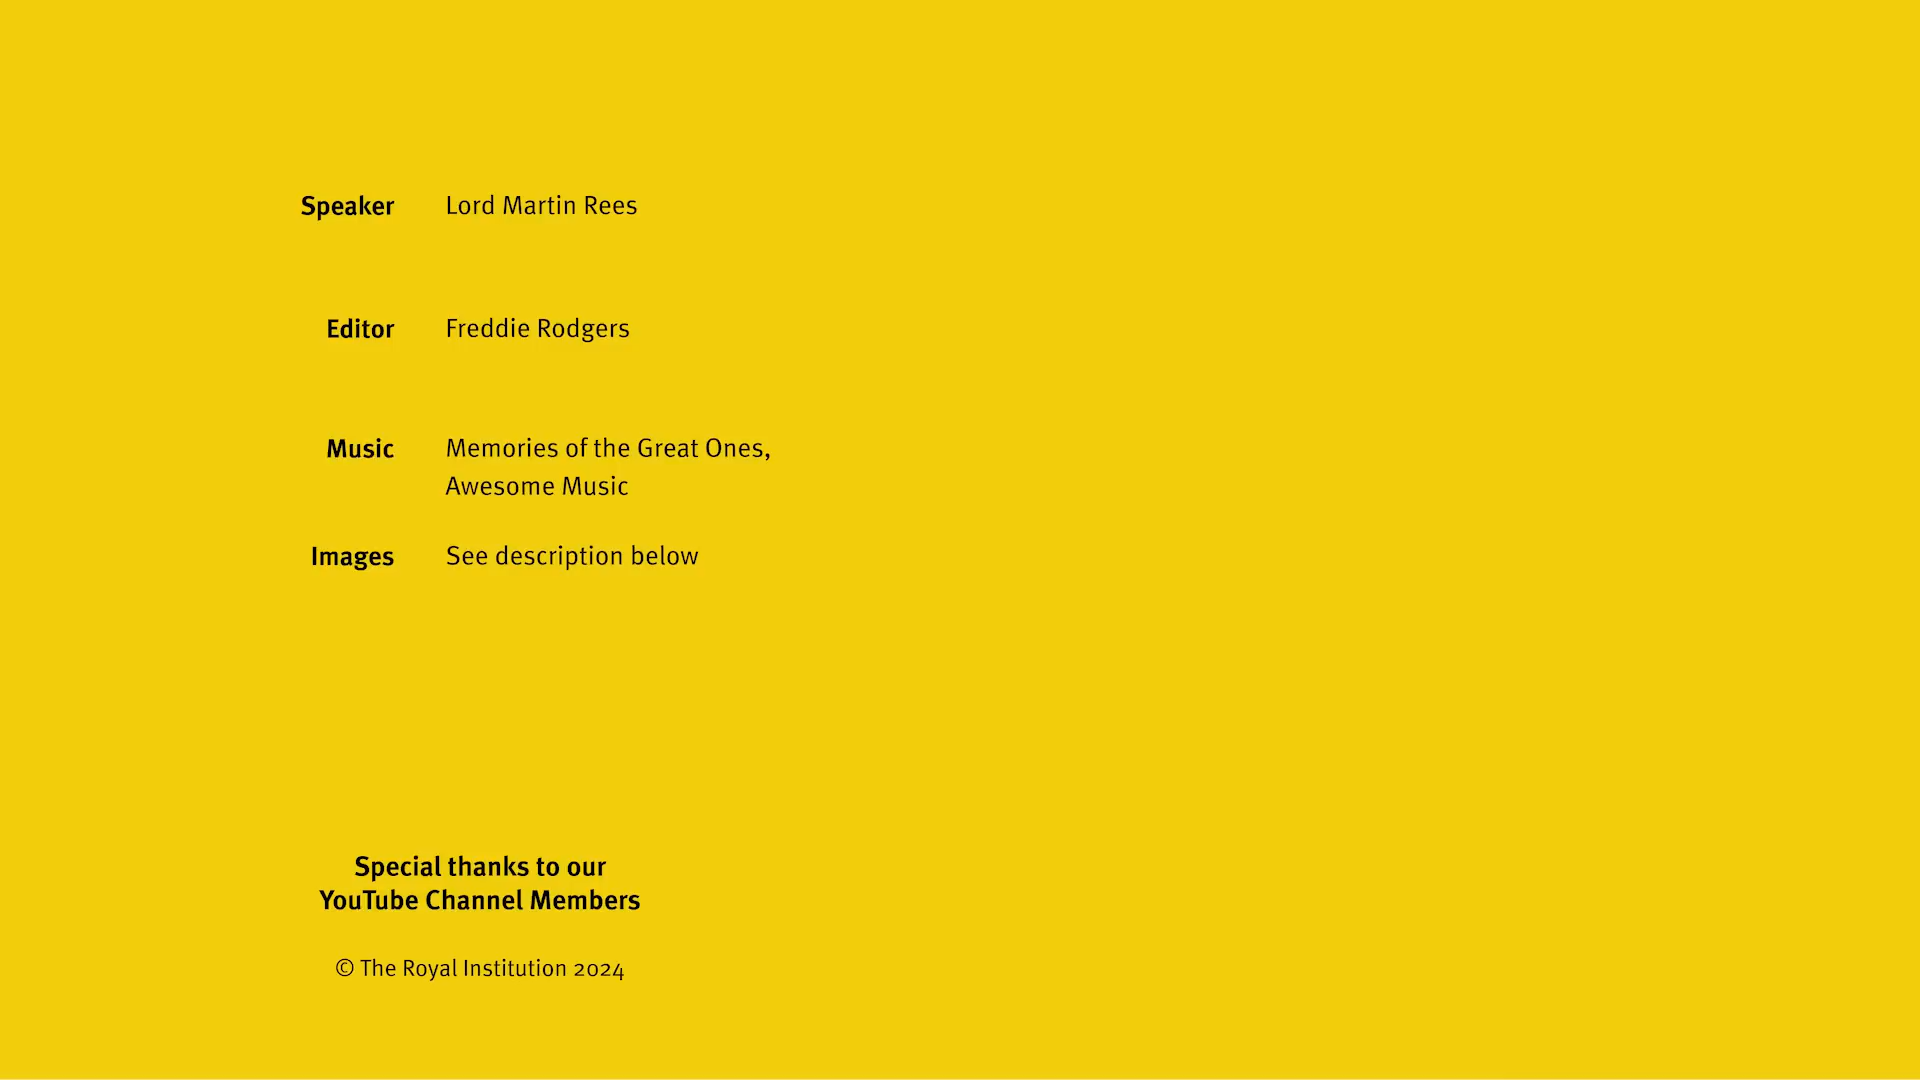 Speaker Lord Martin Rees
Editor Freddie Rodgers
Music Memories of the Great Ones,
Awesome Music
Images See description below
Special thanks to our
YouTube Channel Members
© The Royal Institution 2024